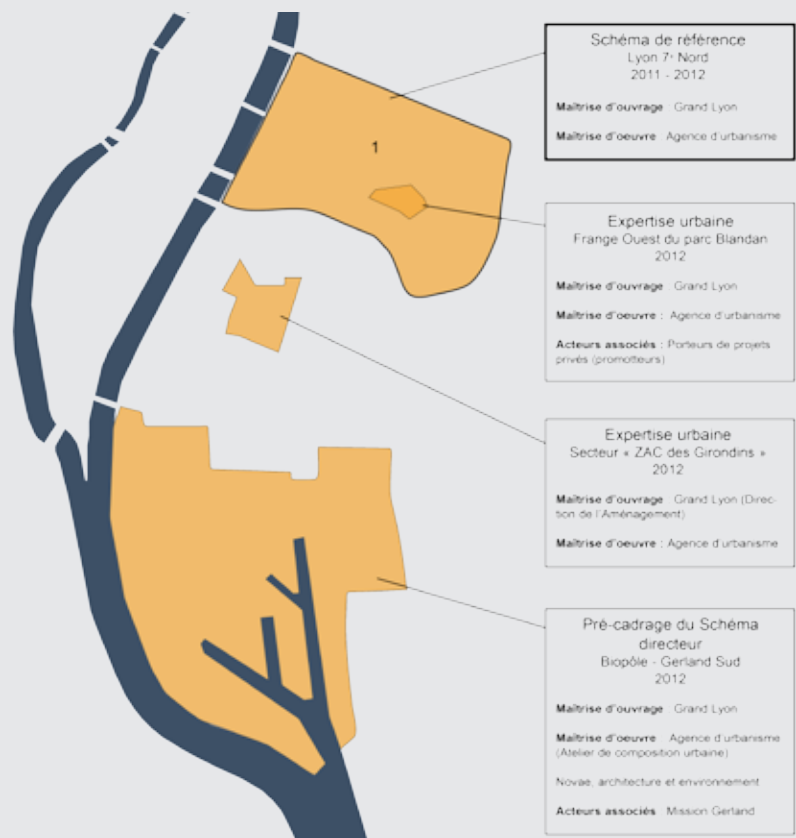 1
Schéma de référence
Lyon 7e Nord
2011 - 2012
Maîtrise d'ouvrage Grand Lyon
Maîtrise d'oeuvre : Agence d'urbanisme
Expertise urbaine
Frange Ouest du parc Blandan
2012
Maîtrise d'ouvrage Grand Lyon
Maîtrise d'oeuvre : Agence d'urbanisme
Acteurs associés : Porteurs de projets
privés (promotteurs)
Expertise urbaine
Secteur « ZAC des Girondins »
2012
Maîtrise d'ouvrage Grand Lyon (Direc-
tion de l'Aménagement)
Maîtrise d'oeuvre : Agence d'urbanisme
Pré-cadrage du Schéma
directeur
Biopôle - Gerland Sud
2012
Maîtrise d'ouvrage Grand Lyon
Maîtrise d'oeuvre Agence d'urbanisme
(Atelier de composition urbaine)
Novae, architecture et environnement
Acteurs associés Mission Gerland